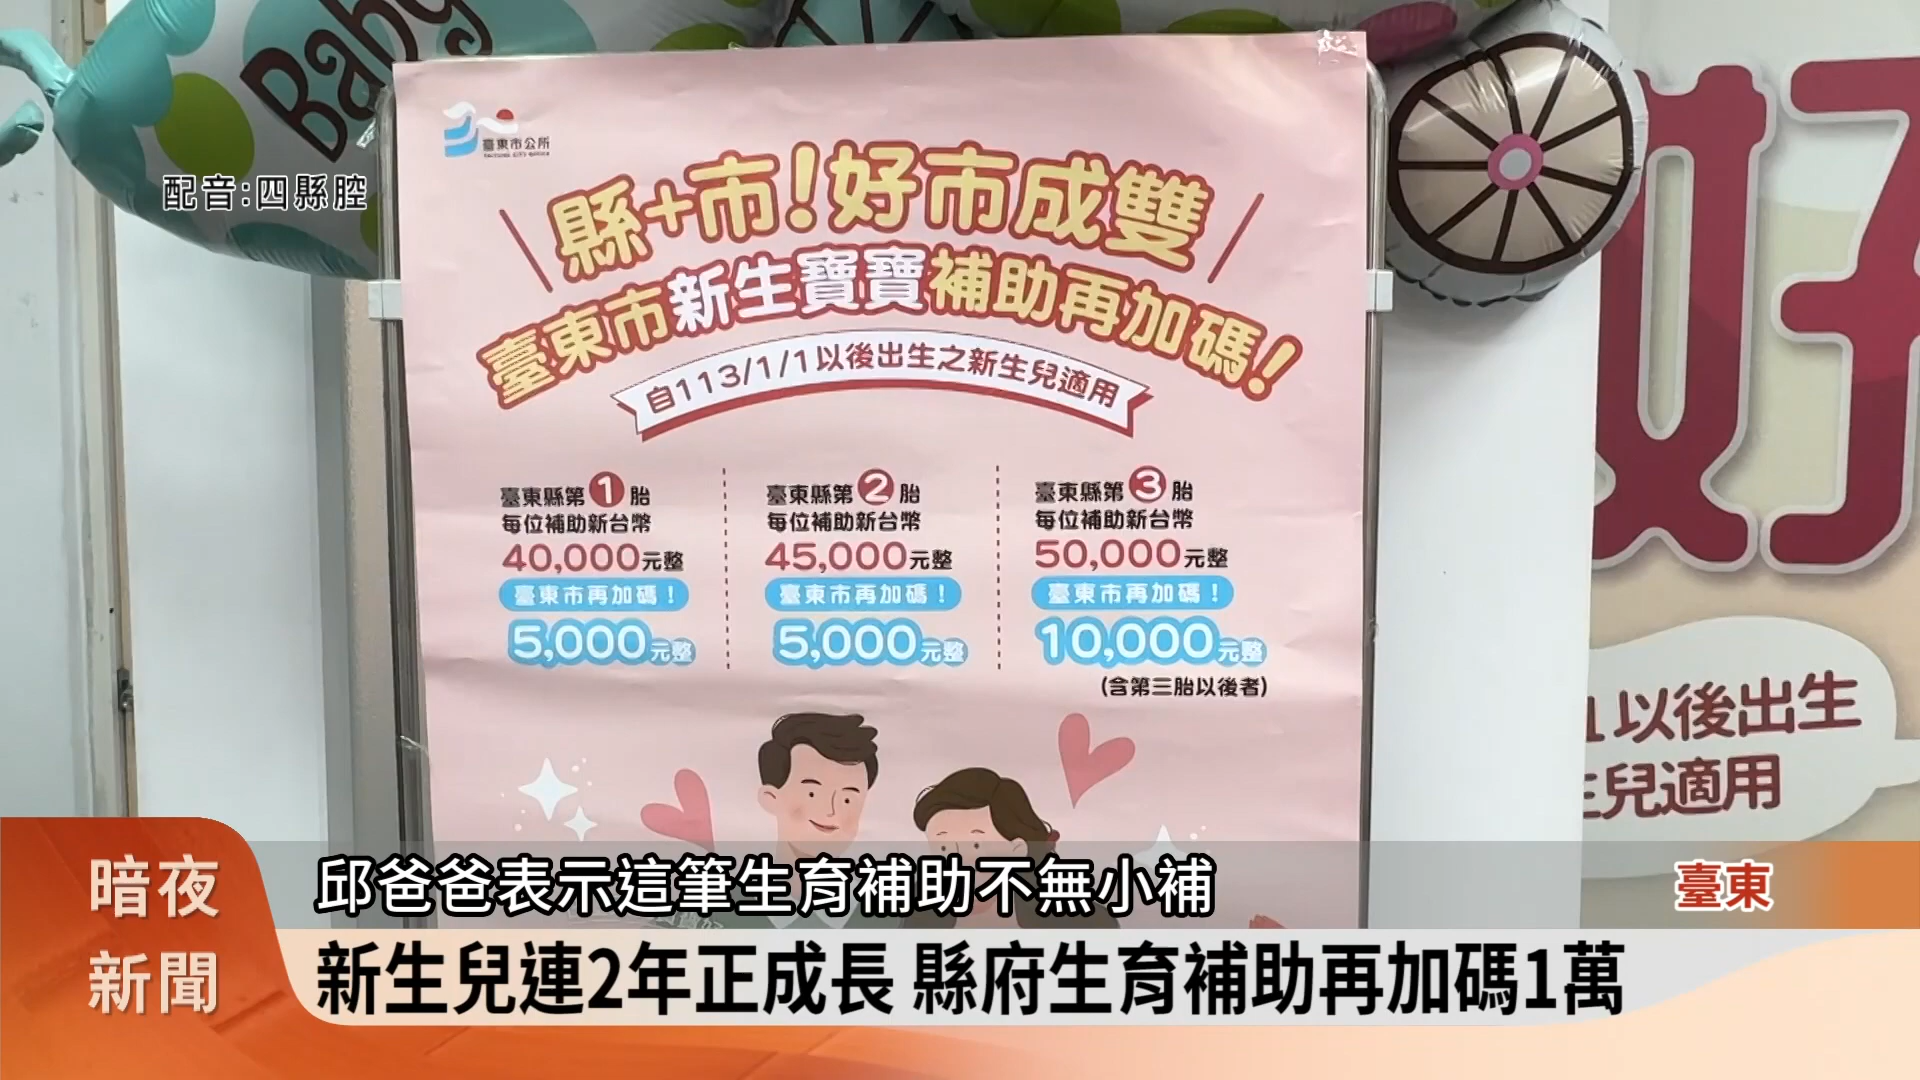 Baby
臺東市公所
TAITUNG CITY OFFICE
配音:四縣腔
縣+市!好市成雙
臺東市新生寶寶補助再加碼!
自113/1/1以後出生之新生兒適用
臺東縣第1胎
每位補助新台幣
40,000元整
臺東市再加碼!
5,000元整
臺東縣第2胎
每位補助新台幣
45,000元整
臺東市再加碼!
5,000元整
臺東縣第3胎
每位補助新台幣
50,000元整
臺東市再加碼!
10,000元整
(含第三胎以後者)
好
1以後出生
生兒適用
暗夜
新聞
邱爸爸表示這筆生育補助不無小補
臺東
新生兒連2年正成長 縣府生育補助再加碼1萬